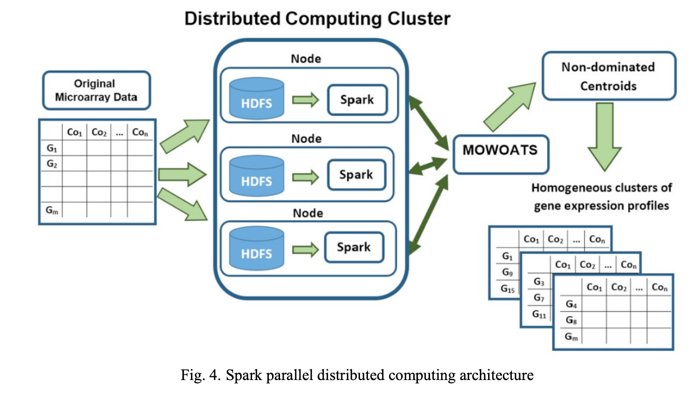 Distributed Computing Cluster
Original
Microarray Data
Co₁ Co₂ ... Coₙ
G₁
G₂
Gₘ
Node
HDFS
Spark
Node
HDFS
Spark
Node
HDFS
Spark
MOWOATS
Non-dominated
Centroids
Homogeneous clusters of
gene expression profiles
Co₁ Co₂ ... Coₙ
G₁
G₉
G₁₅
Co₁ Co₂ ... Coₙ
G₃
G₇
G₁₁
Co₁ Co₂ ... Coₙ
G₄
G₈
Gₘ
Fig. 4. Spark parallel distributed computing architecture